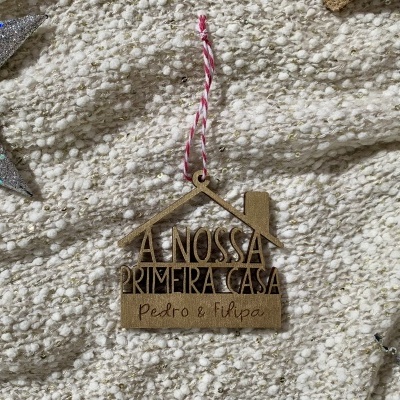 A NOSSA
PRIMEIRA CASA
Pedro & Filipa